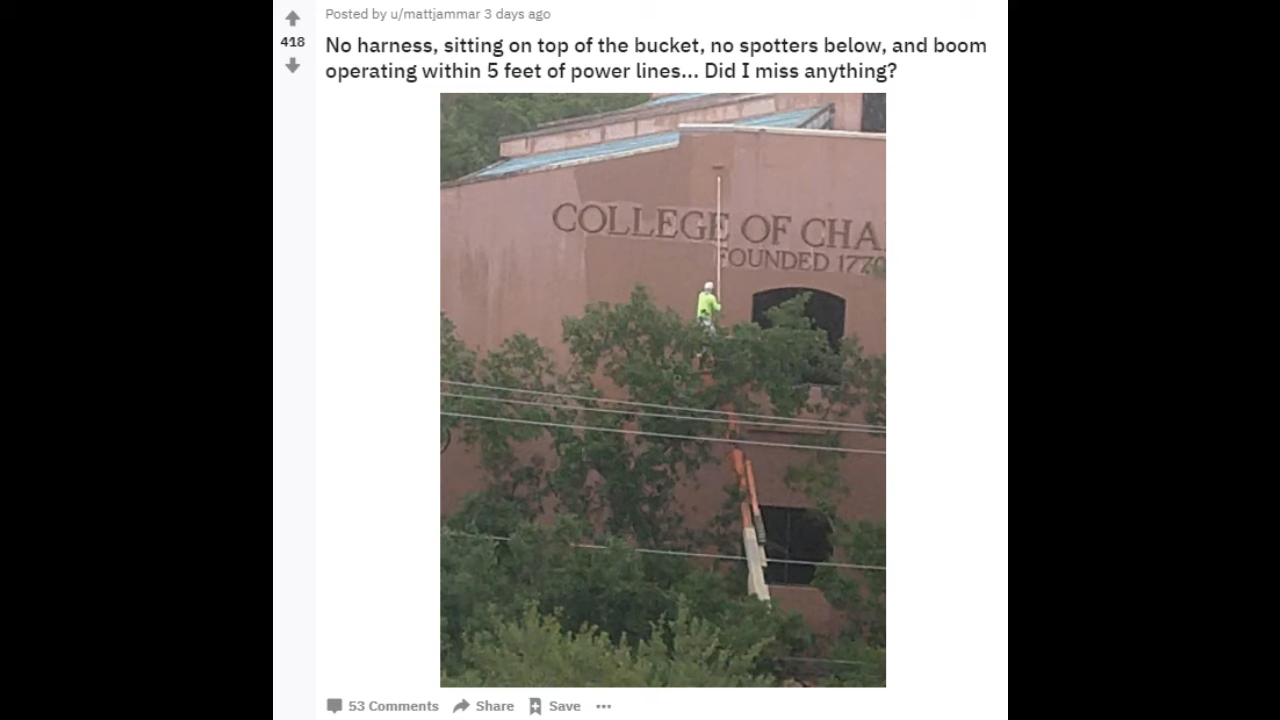 Posted by u/mattjammar 3 days ago
418
No harness, sitting on top of the bucket, no spotters below, and boom
operating within 5 feet of power lines... Did I miss anything?
COLLEGE OF CHA
FOUNDED 1770
53 Comments Share Save